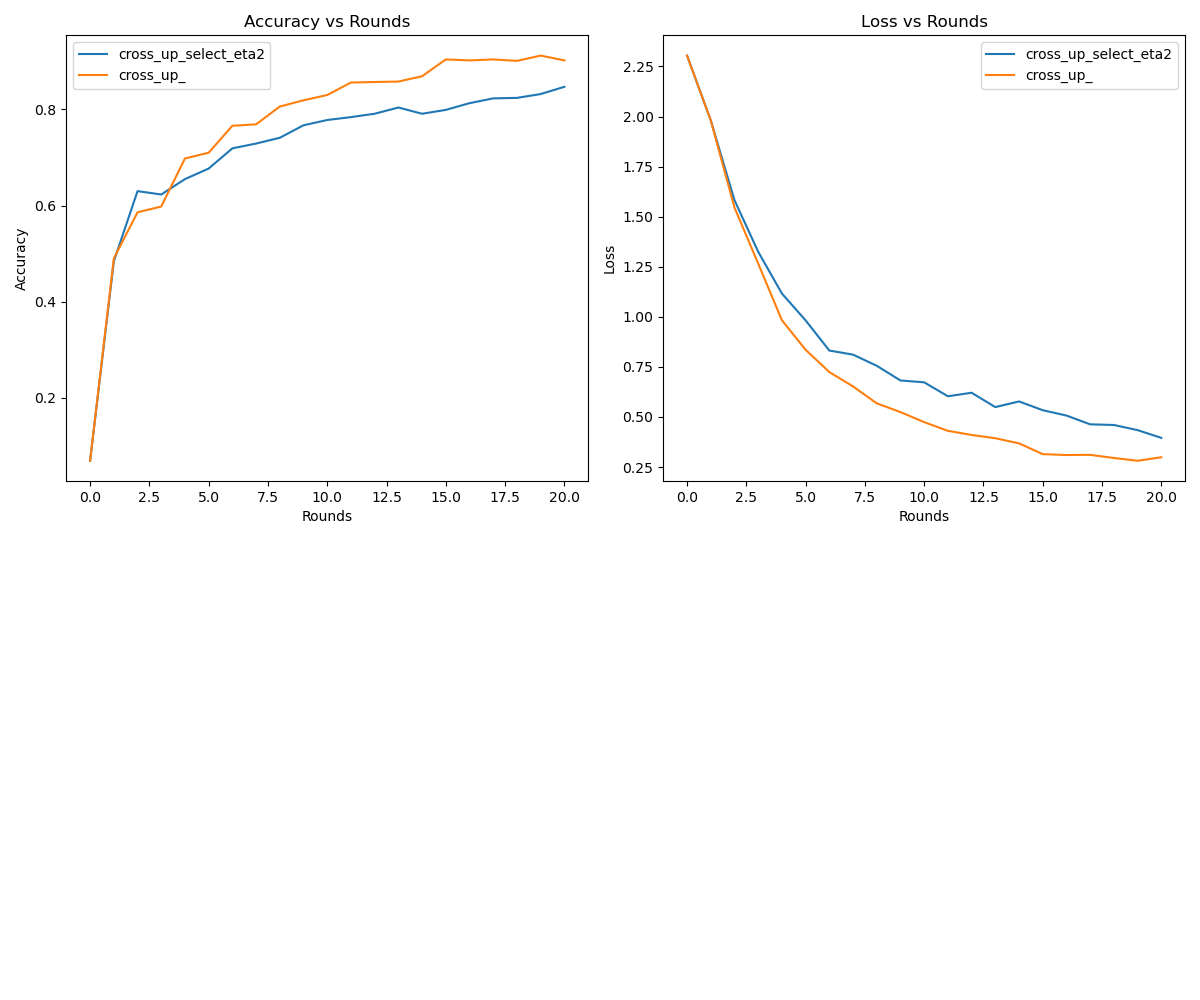 Accuracy vs Rounds
cross_up_select_eta2
cross_up_
Accuracy
0.8
0.6
0.4
0.2
0.0 2.5 5.0 7.5 10.0 12.5 15.0 17.5 20.0
Rounds
Loss vs Rounds
cross_up_select_eta2
cross_up_
Loss
2.25
2.00
1.75
1.50
1.25
1.00
0.75
0.50
0.25
0.0 2.5 5.0 7.5 10.0 12.5 15.0 17.5 20.0
Rounds